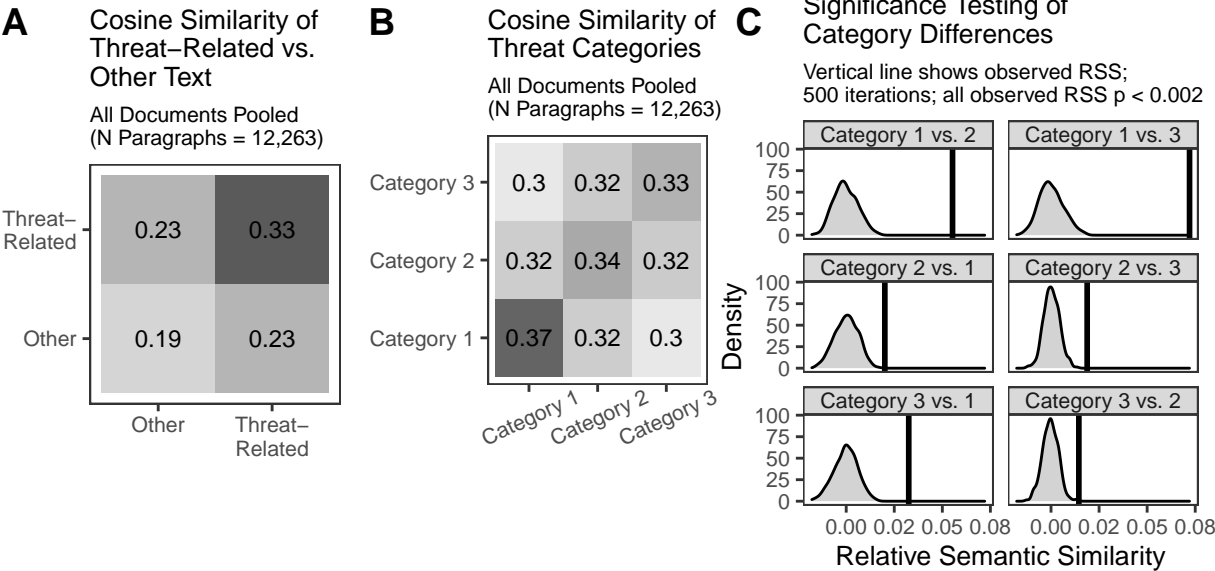 A
Cosine Similarity of
Threat−Related vs.
Other Text
All Documents Pooled
(N Paragraphs = 12,263)
Threat−
Related
0.23
0.33
Other
0.19
0.23
Other
Threat−
Related
B
Cosine Similarity of
Threat Categories
All Documents Pooled
(N Paragraphs = 12,263)
Category 3
0.3
0.32
0.33
Category 2
0.32
0.34
0.32
Category 1
0.37
0.32
0.3
Category 1
Category 2
Category 3
C
Significance Testing of
Category Differences
Vertical line shows observed RSS;
500 iterations; all observed RSS p < 0.002
Category 1 vs. 2
Category 1 vs. 3
100
75
50
25
0
Category 2 vs. 1
Category 2 vs. 3
100
75
50
25
0
Category 3 vs. 1
Category 3 vs. 2
100
75
50
25
0
Density
0.00 0.02 0.05 0.08
0.00 0.02 0.05 0.08
Relative Semantic Similarity